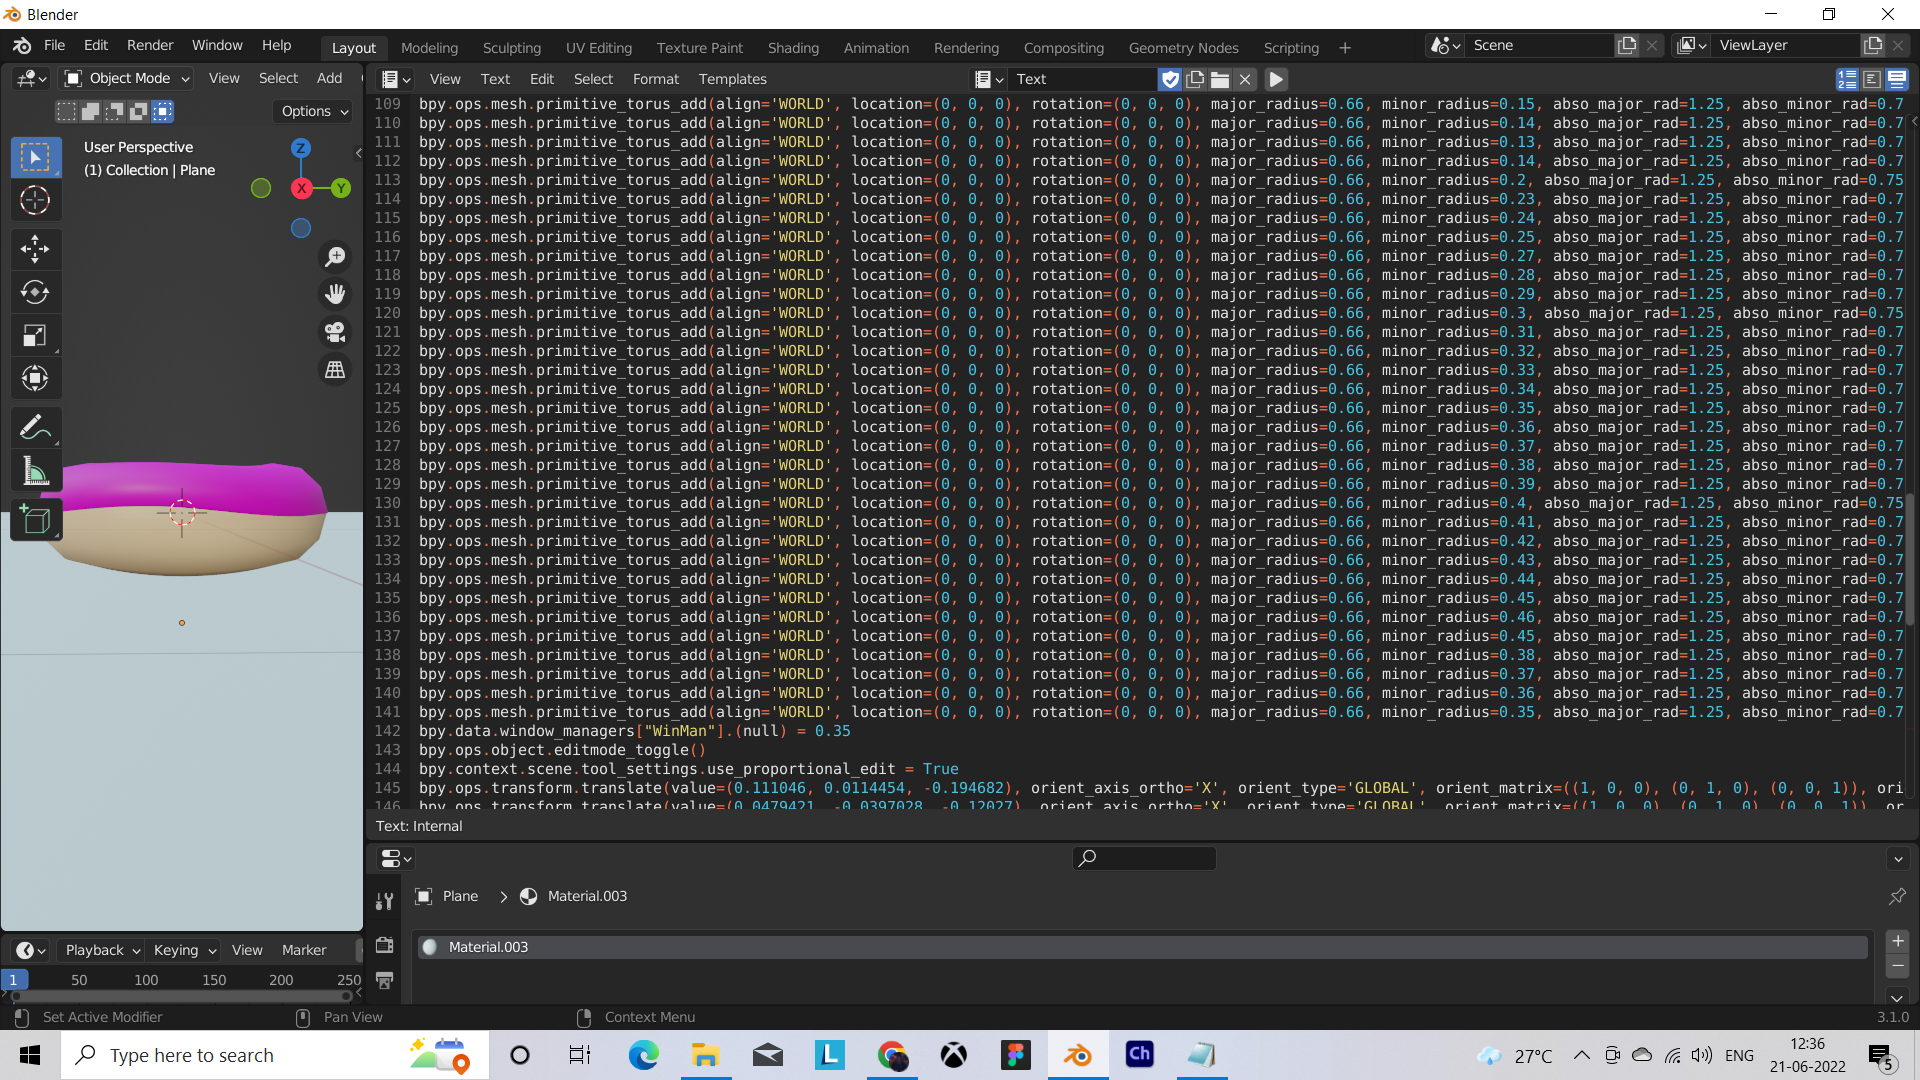 Blender
File Edit Render Window Help Layout Modeling Sculpting UV Editing Texture Paint Shading Animation Rendering Compositing Geometry Nodes Scripting + Scene ViewLayer
Object Mode View Select Add View Text Edit Select Format Templates Text
Options
User Perspective
(1) Collection | Plane
Z
X
Y
109 bpy.ops.mesh.primitive_torus_add(align='WORLD', location=(0, 0, 0), rotation=(0, 0, 0), major_radius=0.66, minor_radius=0.15, abso_major_rad=1.25, abso_minor_rad=0.7
110 bpy.ops.mesh.primitive_torus_add(align='WORLD', location=(0, 0, 0), rotation=(0, 0, 0), major_radius=0.66, minor_radius=0.14, abso_major_rad=1.25, abso_minor_rad=0.7
111 bpy.ops.mesh.primitive_torus_add(align='WORLD', location=(0, 0, 0), rotation=(0, 0, 0), major_radius=0.66, minor_radius=0.13, abso_major_rad=1.25, abso_minor_rad=0.7
112 bpy.ops.mesh.primitive_torus_add(align='WORLD', location=(0, 0, 0), rotation=(0, 0, 0), major_radius=0.66, minor_radius=0.14, abso_major_rad=1.25, abso_minor_rad=0.7
113 bpy.ops.mesh.primitive_torus_add(align='WORLD', location=(0, 0, 0), rotation=(0, 0, 0), major_radius=0.66, minor_radius=0.2, abso_major_rad=1.25, abso_minor_rad=0.75
114 bpy.ops.mesh.primitive_torus_add(align='WORLD', location=(0, 0, 0), rotation=(0, 0, 0), major_radius=0.66, minor_radius=0.23, abso_major_rad=1.25, abso_minor_rad=0.7
115 bpy.ops.mesh.primitive_torus_add(align='WORLD', location=(0, 0, 0), rotation=(0, 0, 0), major_radius=0.66, minor_radius=0.24, abso_major_rad=1.25, abso_minor_rad=0.7
116 bpy.ops.mesh.primitive_torus_add(align='WORLD', location=(0, 0, 0), rotation=(0, 0, 0), major_radius=0.66, minor_radius=0.25, abso_major_rad=1.25, abso_minor_rad=0.7
117 bpy.ops.mesh.primitive_torus_add(align='WORLD', location=(0, 0, 0), rotation=(0, 0, 0), major_radius=0.66, minor_radius=0.27, abso_major_rad=1.25, abso_minor_rad=0.7
118 bpy.ops.mesh.primitive_torus_add(align='WORLD', location=(0, 0, 0), rotation=(0, 0, 0), major_radius=0.66, minor_radius=0.28, abso_major_rad=1.25, abso_minor_rad=0.7
119 bpy.ops.mesh.primitive_torus_add(align='WORLD', location=(0, 0, 0), rotation=(0, 0, 0), major_radius=0.66, minor_radius=0.29, abso_major_rad=1.25, abso_minor_rad=0.7
120 bpy.ops.mesh.primitive_torus_add(align='WORLD', location=(0, 0, 0), rotation=(0, 0, 0), major_radius=0.66, minor_radius=0.3, abso_major_rad=1.25, abso_minor_rad=0.75
121 bpy.ops.mesh.primitive_torus_add(align='WORLD', location=(0, 0, 0), rotation=(0, 0, 0), major_radius=0.66, minor_radius=0.31, abso_major_rad=1.25, abso_minor_rad=0.7
122 bpy.ops.mesh.primitive_torus_add(align='WORLD', location=(0, 0, 0), rotation=(0, 0, 0), major_radius=0.66, minor_radius=0.32, abso_major_rad=1.25, abso_minor_rad=0.7
123 bpy.ops.mesh.primitive_torus_add(align='WORLD', location=(0, 0, 0), rotation=(0, 0, 0), major_radius=0.66, minor_radius=0.33, abso_major_rad=1.25, abso_minor_rad=0.7
124 bpy.ops.mesh.primitive_torus_add(align='WORLD', location=(0, 0, 0), rotation=(0, 0, 0), major_radius=0.66, minor_radius=0.34, abso_major_rad=1.25, abso_minor_rad=0.7
125 bpy.ops.mesh.primitive_torus_add(align='WORLD', location=(0, 0, 0), rotation=(0, 0, 0), major_radius=0.66, minor_radius=0.35, abso_major_rad=1.25, abso_minor_rad=0.7
126 bpy.ops.mesh.primitive_torus_add(align='WORLD', location=(0, 0, 0), rotation=(0, 0, 0), major_radius=0.66, minor_radius=0.36, abso_major_rad=1.25, abso_minor_rad=0.7
127 bpy.ops.mesh.primitive_torus_add(align='WORLD', location=(0, 0, 0), rotation=(0, 0, 0), major_radius=0.66, minor_radius=0.37, abso_major_rad=1.25, abso_minor_rad=0.7
128 bpy.ops.mesh.primitive_torus_add(align='WORLD', location=(0, 0, 0), rotation=(0, 0, 0), major_radius=0.66, minor_radius=0.38, abso_major_rad=1.25, abso_minor_rad=0.7
129 bpy.ops.mesh.primitive_torus_add(align='WORLD', location=(0, 0, 0), rotation=(0, 0, 0), major_radius=0.66, minor_radius=0.39, abso_major_rad=1.25, abso_minor_rad=0.7
130 bpy.ops.mesh.primitive_torus_add(align='WORLD', location=(0, 0, 0), rotation=(0, 0, 0), major_radius=0.66, minor_radius=0.4, abso_major_rad=1.25, abso_minor_rad=0.75
131 bpy.ops.mesh.primitive_torus_add(align='WORLD', location=(0, 0, 0), rotation=(0, 0, 0), major_radius=0.66, minor_radius=0.41, abso_major_rad=1.25, abso_minor_rad=0.7
132 bpy.ops.mesh.primitive_torus_add(align='WORLD', location=(0, 0, 0), rotation=(0, 0, 0), major_radius=0.66, minor_radius=0.42, abso_major_rad=1.25, abso_minor_rad=0.7
133 bpy.ops.mesh.primitive_torus_add(align='WORLD', location=(0, 0, 0), rotation=(0, 0, 0), major_radius=0.66, minor_radius=0.43, abso_major_rad=1.25, abso_minor_rad=0.7
134 bpy.ops.mesh.primitive_torus_add(align='WORLD', location=(0, 0, 0), rotation=(0, 0, 0), major_radius=0.66, minor_radius=0.44, abso_major_rad=1.25, abso_minor_rad=0.7
135 bpy.ops.mesh.primitive_torus_add(align='WORLD', location=(0, 0, 0), rotation=(0, 0, 0), major_radius=0.66, minor_radius=0.45, abso_major_rad=1.25, abso_minor_rad=0.7
136 bpy.ops.mesh.primitive_torus_add(align='WORLD', location=(0, 0, 0), rotation=(0, 0, 0), major_radius=0.66, minor_radius=0.46, abso_major_rad=1.25, abso_minor_rad=0.7
137 bpy.ops.mesh.primitive_torus_add(align='WORLD', location=(0, 0, 0), rotation=(0, 0, 0), major_radius=0.66, minor_radius=0.45, abso_major_rad=1.25, abso_minor_rad=0.7
138 bpy.ops.mesh.primitive_torus_add(align='WORLD', location=(0, 0, 0), rotation=(0, 0, 0), major_radius=0.66, minor_radius=0.38, abso_major_rad=1.25, abso_minor_rad=0.7
139 bpy.ops.mesh.primitive_torus_add(align='WORLD', location=(0, 0, 0), rotation=(0, 0, 0), major_radius=0.66, minor_radius=0.37, abso_major_rad=1.25, abso_minor_rad=0.7
140 bpy.ops.mesh.primitive_torus_add(align='WORLD', location=(0, 0, 0), rotation=(0, 0, 0), major_radius=0.66, minor_radius=0.36, abso_major_rad=1.25, abso_minor_rad=0.7
141 bpy.ops.mesh.primitive_torus_add(align='WORLD', location=(0, 0, 0), rotation=(0, 0, 0), major_radius=0.66, minor_radius=0.35, abso_major_rad=1.25, abso_minor_rad=0.7
142 bpy.data.window_managers["WinMan"].(null) = 0.35
143 bpy.ops.object.editmode_toggle()
144 bpy.context.scene.tool_settings.use_proportional_edit = True
145 bpy.ops.transform.translate(value=(0.111046, 0.0114454, -0.194682), orient_axis_ortho='X', orient_type='GLOBAL', orient_matrix=((1, 0, 0), (0, 1, 0), (0, 0, 1)), ori
146 bpy.ops.transform.translate(value=(0.0479421, -0.0397028, -0.12027), orient_axis_ortho='X', orient_type='GLOBAL', orient_matrix=((1, 0, 0), (0, 1, 0), (0, 0, 1)), or
Text: Internal
Plane > Material.003
Material.003
Playback Keying View Marker
1 50 100 150 200 250
Set Active Modifier Pan View Context Menu 3.1.0
Type here to search
L
Ch
27°C ENG
12:36
21-06-2022
5